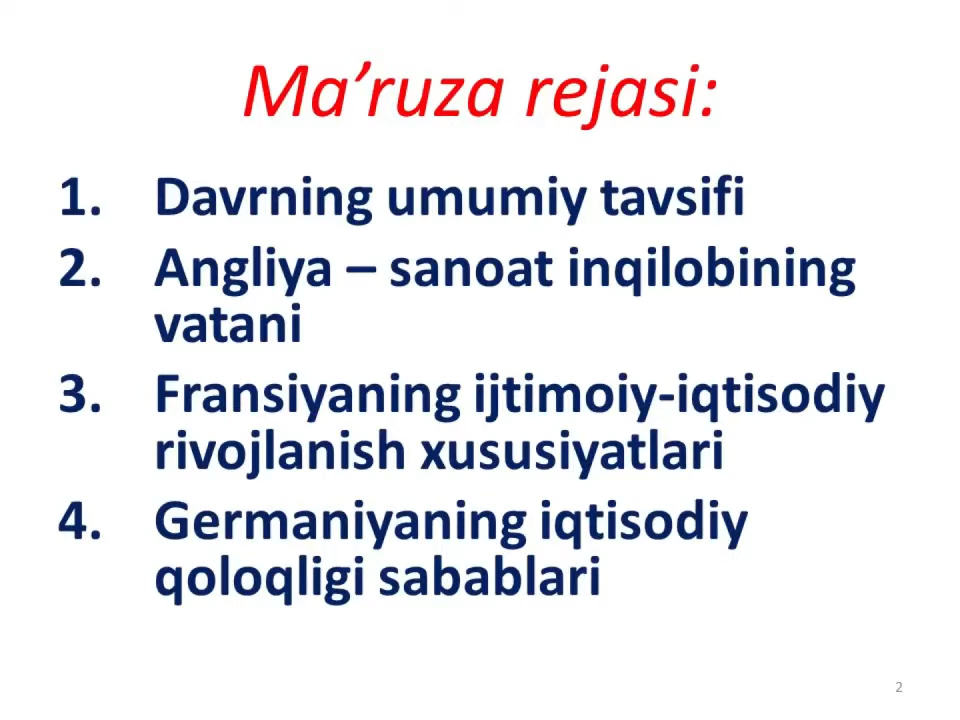 Ma’ruza rejasi:
1. Davrning umumiy tavsifi
2. Angliya – sanoat inqilobining
vatani
3. Fransiyaning ijtimoiy-iqtisodiy
rivojlanish xususiyatlari
4. Germaniyaning iqtisodiy
qoloqligi sabablari
2